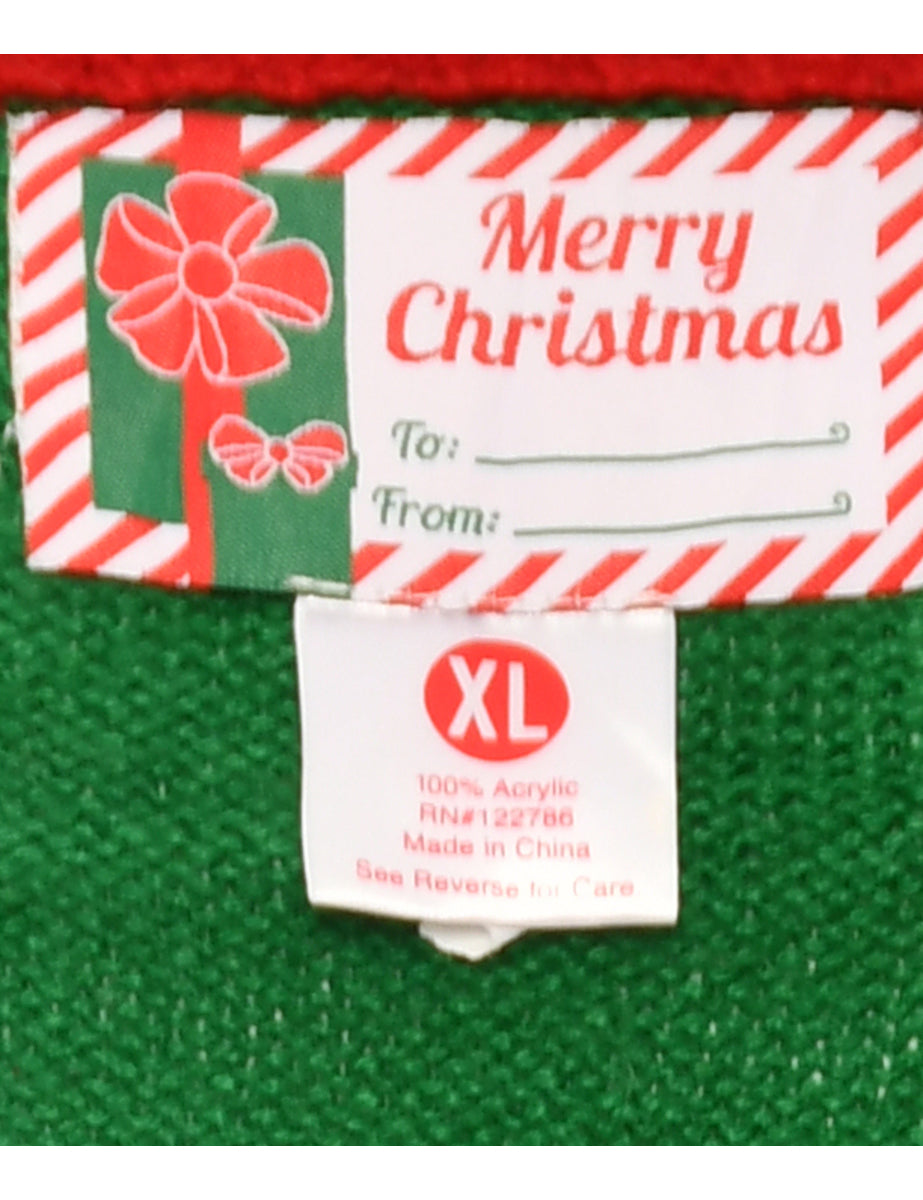 Merry
Christmas
To:
From:
XL
100% Acrylic
RN#122786
Made in China
See Reverse for Care